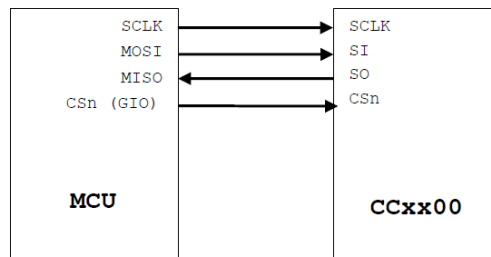 SCLK SCLK
MOSI SI
MISO SO
CSn (GIO) CSn
MCU CCxx00